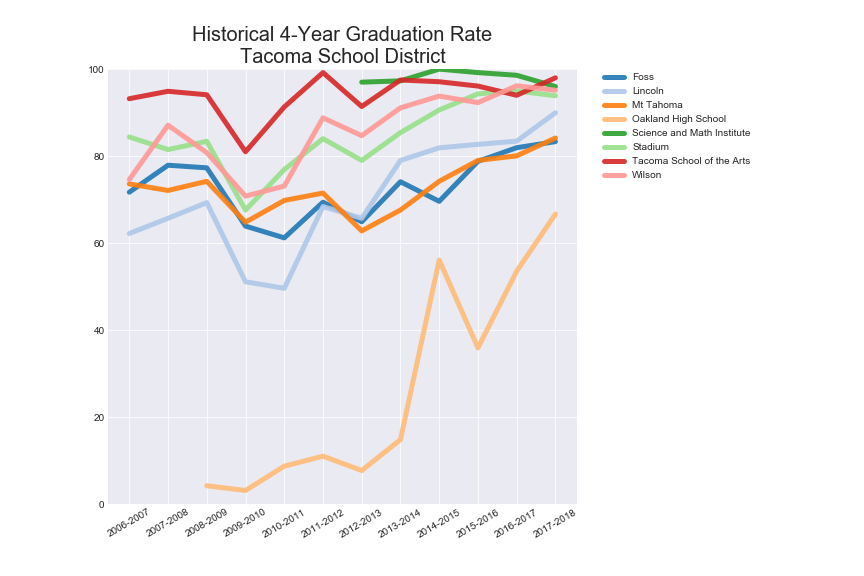 Historical 4-Year Graduation Rate
Tacoma School District
100
80
60
40
20
0
2006-2007
2007-2008
2008-2009
2009-2010
2010-2011
2011-2012
2012-2013
2013-2014
2014-2015
2015-2016
2016-2017
2017-2018
Foss
Lincoln
Mt Tahoma
Oakland High School
Science and Math Institute
Stadium
Tacoma School of the Arts
Wilson